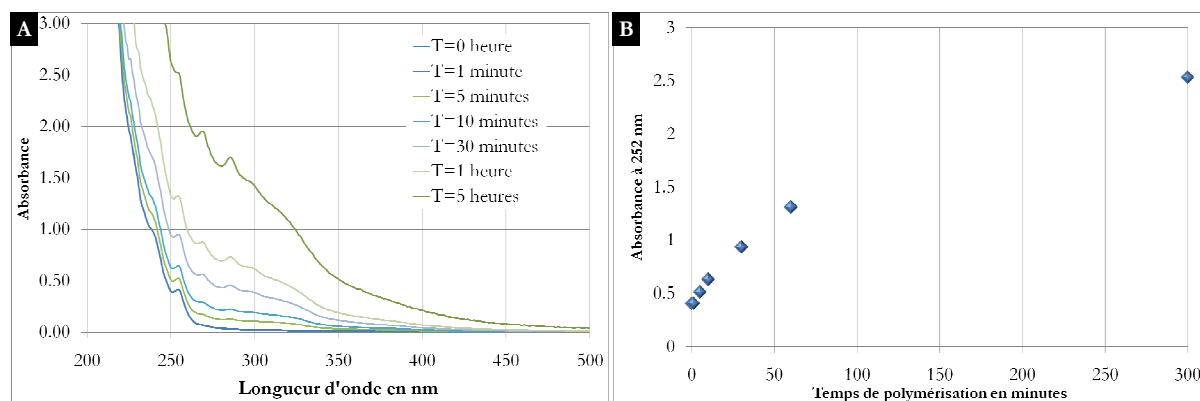 A
3.00
2.50
2.00
1.50
1.00
0.50
0.00
Absorbance
200 250 300 350 400 450 500
Longueur d'onde en nm
T=0 heure
T=1 minute
T=5 minutes
T=10 minutes
T=30 minutes
T=1 heure
T=5 heures
B
3
2.5
2
1.5
1
0.5
0
Absorbance à 252 nm
0 50 100 150 200 250 300
Temps de polymérisation en minutes